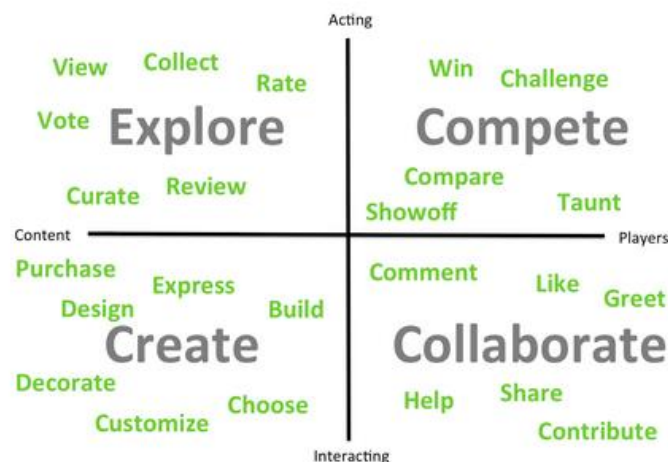 Acting
View
Collect
Rate
Vote
Explore
Curate
Review
Win
Challenge
Compete
Compare
Showoff
Taunt
Content
Players
Purchase
Express
Design
Build
Create
Decorate
Customize
Choose
Comment
Like
Greet
Collaborate
Help
Share
Contribute
Interacting